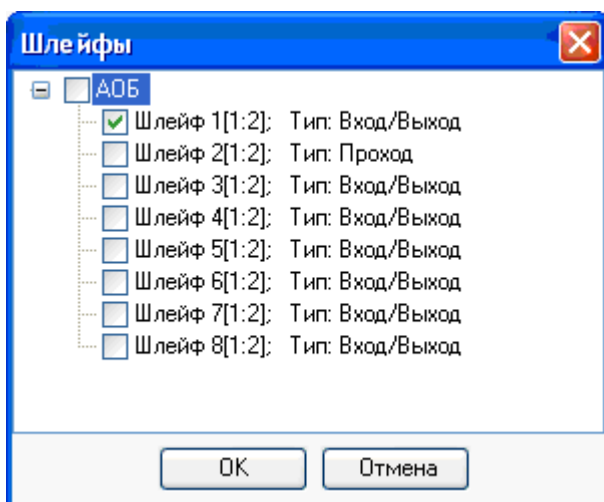 Шлейфы
АОБ
Шлейф 1[1:2]; Тип: Вход/Выход
Шлейф 2[1:2]; Тип: Проход
Шлейф 3[1:2]; Тип: Вход/Выход
Шлейф 4[1:2]; Тип: Вход/Выход
Шлейф 5[1:2]; Тип: Вход/Выход
Шлейф 6[1:2]; Тип: Вход/Выход
Шлейф 7[1:2]; Тип: Вход/Выход
Шлейф 8[1:2]; Тип: Вход/Выход
OK Отмена